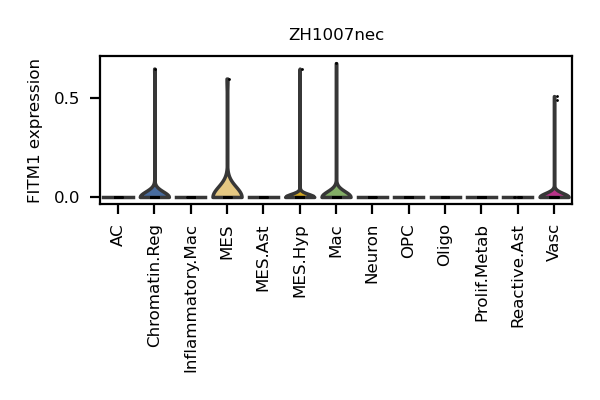 ZH1007nec
FITM1 expression
0.5
0.0
AC
Chromatin.Reg
Inflammatory.Mac
MES
MES.Ast
MES.Hyp
Mac
Neuron
OPC
Oligo
Prolif.Metab
Reactive.Ast
Vasc